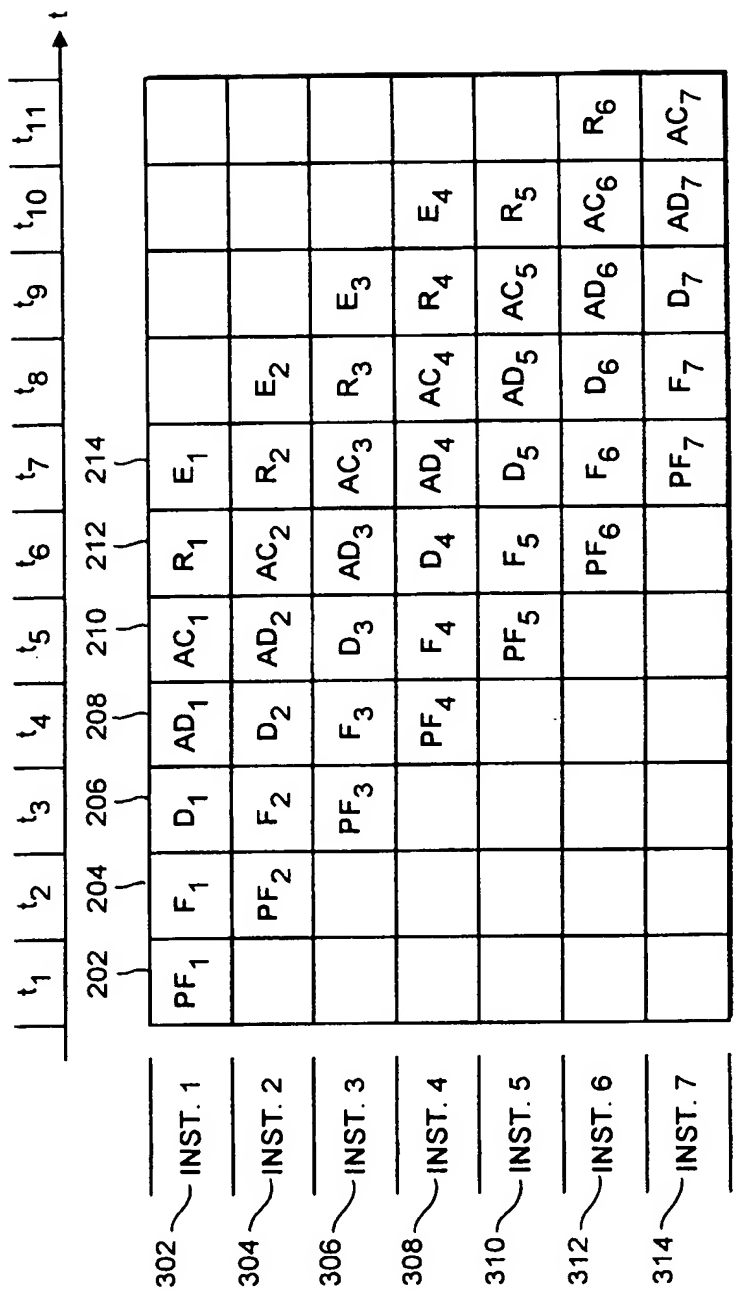 t₁ t₂ t₃ t₄ t₅ t₆ t₇ t₈ t₉ t₁₀ t₁₁ t
202 204 206 208 210 212 214
302 INST. 1 PF₁ F₁ D₁ AD₁ AC₁ R₁ E₁
304 INST. 2 PF₂ F₂ D₂ AD₂ AC₂ R₂ E₂
306 INST. 3 PF₃ F₃ D₃ AD₃ AC₃ R₃ E₃
308 INST. 4 PF₄ F₄ D₄ AD₄ AC₄ R₄ E₄
310 INST. 5 PF₅ F₅ D₅ AD₅ AC₅ R₅
312 INST. 6 PF₆ F₆ D₆ AD₆ AC₆ R₆
314 INST. 7 PF₇ F₇ D₇ AD₇ AC₇